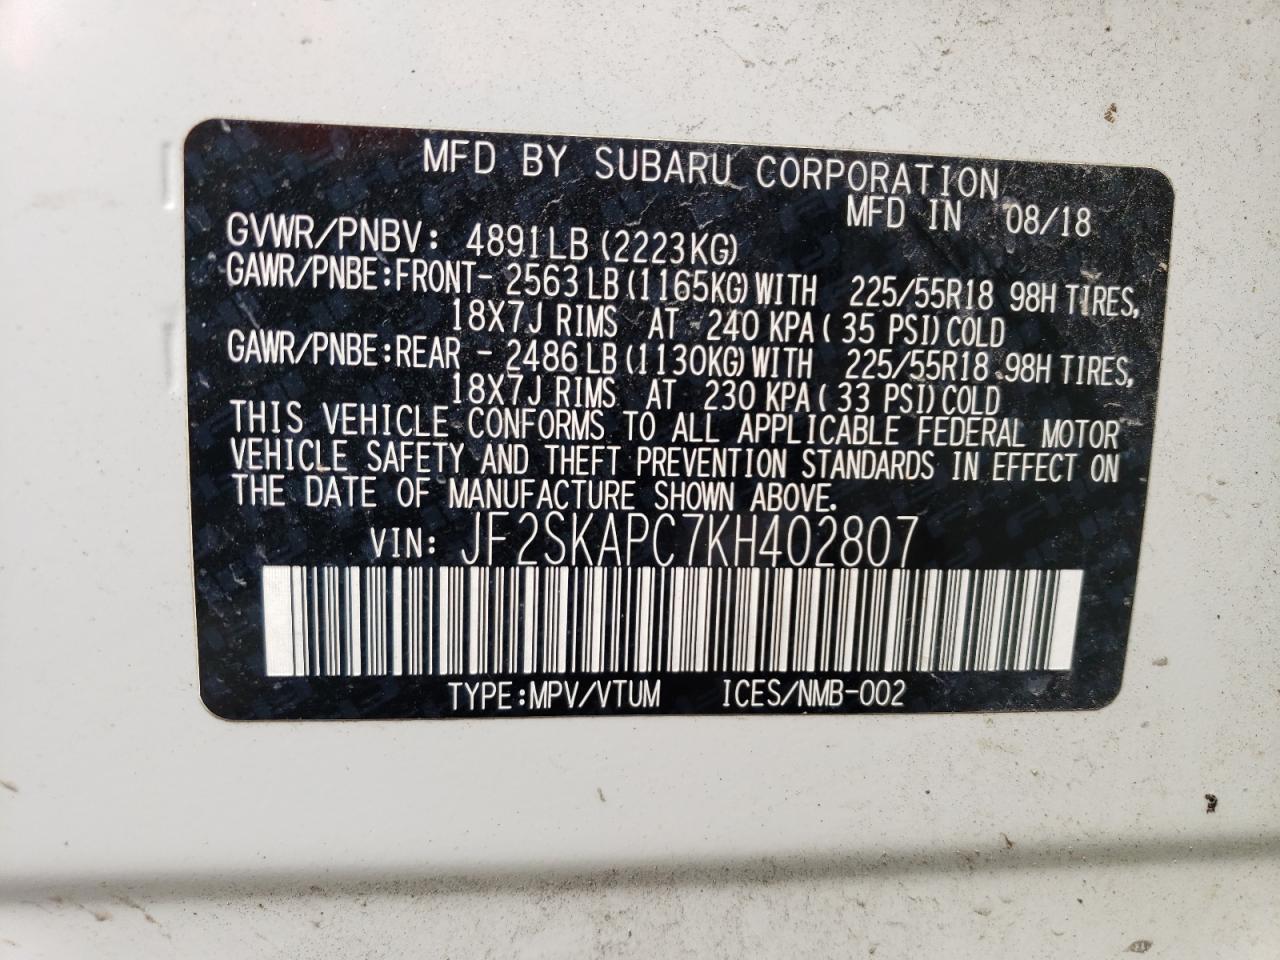 MFD BY SUBARU CORPORATION
MFD IN 08/18
GVWR/PNBV: 4891LB (2223KG)
GAWR/PNBE:FRONT- 2563 LB (1165KG) WITH 225/55R18 98H TIRES,
18X7J RIMS AT 240 KPA ( 35 PSI) COLD
GAWR/PNBE:REAR - 2486 LB (1130KG) WITH 225/55R18 98H TIRES,
18X7J RIMS AT 230 KPA ( 33 PSI) COLD
THIS VEHICLE CONFORMS TO ALL APPLICABLE FEDERAL MOTOR
VEHICLE SAFETY AND THEFT PREVENTION STANDARDS IN EFFECT ON
THE DATE OF MANUFACTURE SHOWN ABOVE.
VIN: JF2SKAPC7KH402807
TYPE:MPV/VTUM ICES/NMB-002